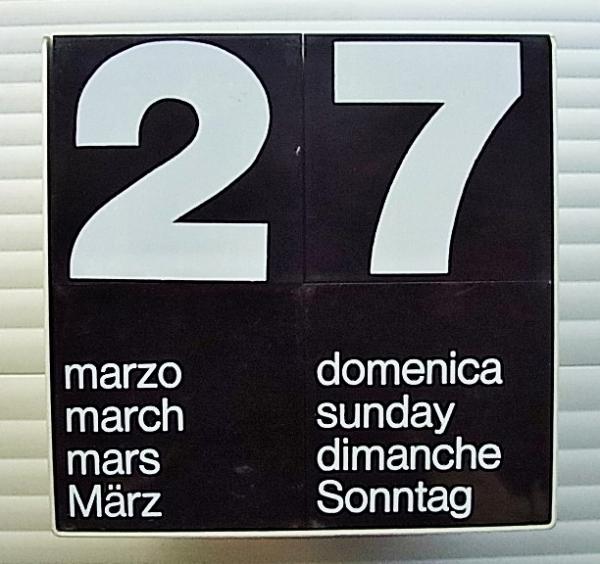 27
marzo
march
mars
März
domenica
sunday
dimanche
Sonntag